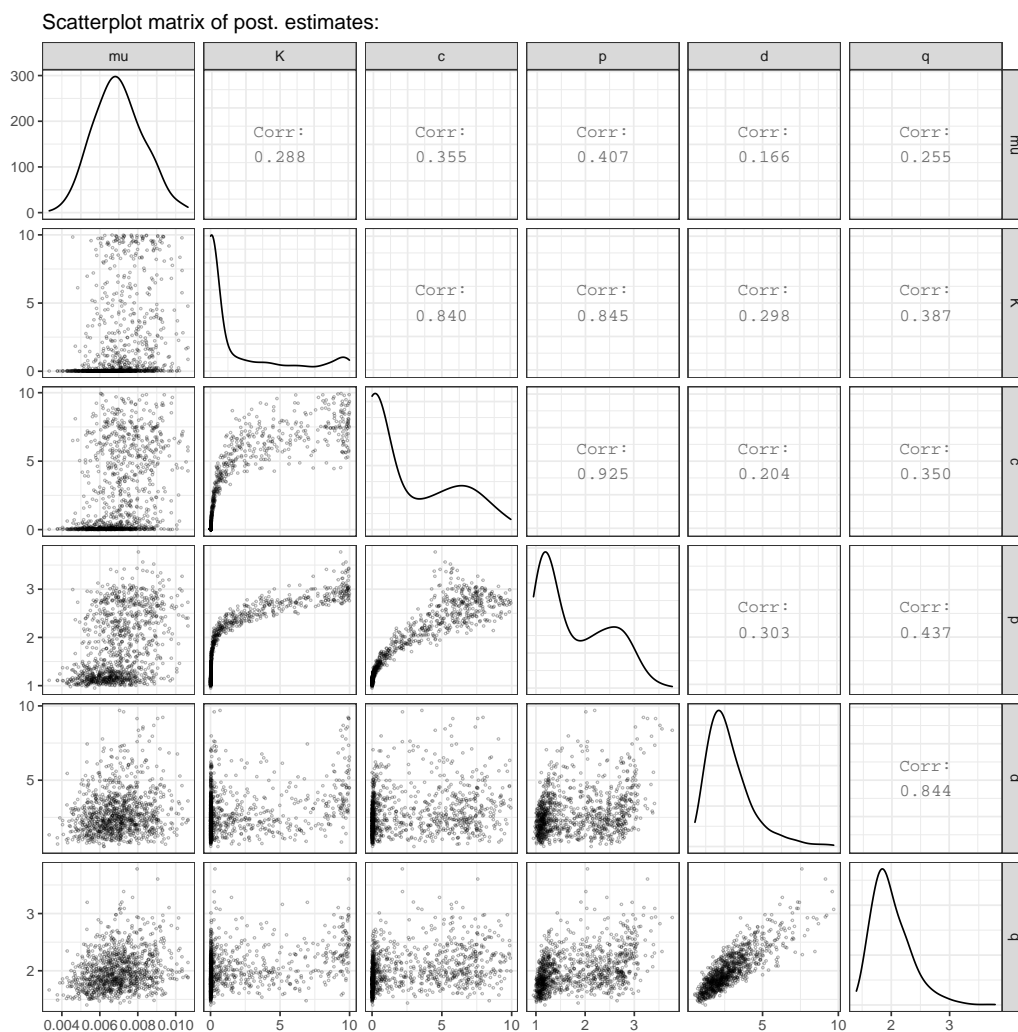 Scatterplot matrix of post. estimates:
mu K c p d q
300
200
100
0
Corr: Corr: Corr: Corr: Corr:
0.288 0.355 0.407 0.166 0.255
mu
10
5
0
Corr: Corr: Corr: Corr:
0.840 0.845 0.298 0.387
K
10
5
0
Corr: Corr: Corr:
0.925 0.204 0.350
c
3
2
1
Corr: Corr:
0.303 0.437
p
10
5
Corr:
0.844
d
3
2
q
0.004 0.006 0.008 0.010 0 5 10 0 5 10 1 2 3 5 10 2 3